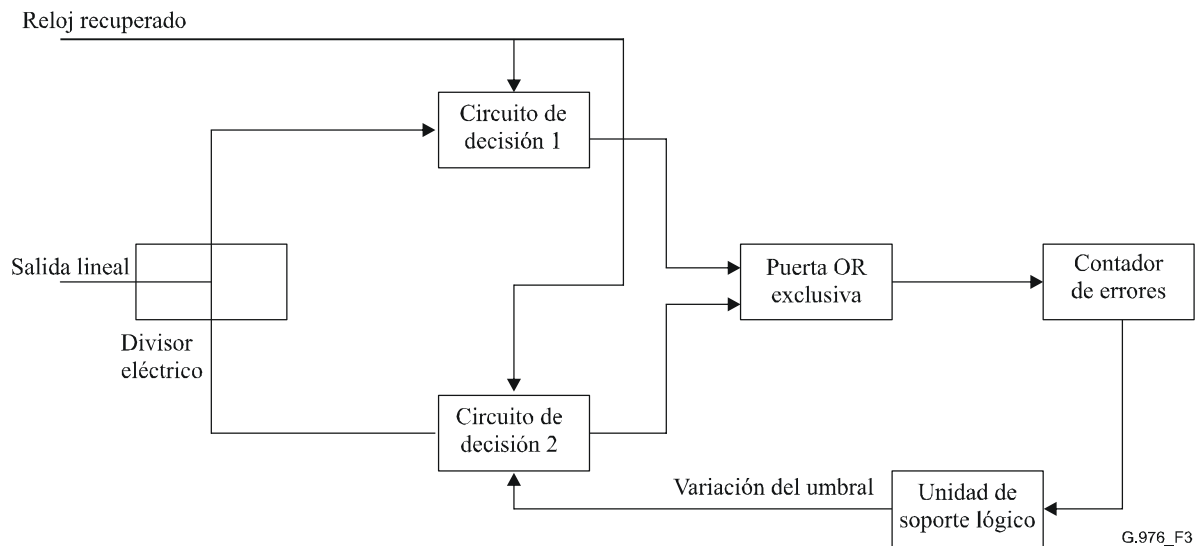 Reloj recuperado
Circuito de
decisión 1
Salida lineal
Divisor
eléctrico
Puerta OR
exclusiva
Contador
de errores
Circuito de
decisión 2
Variación del umbral
Unidad de
soporte lógico
G.976_F3